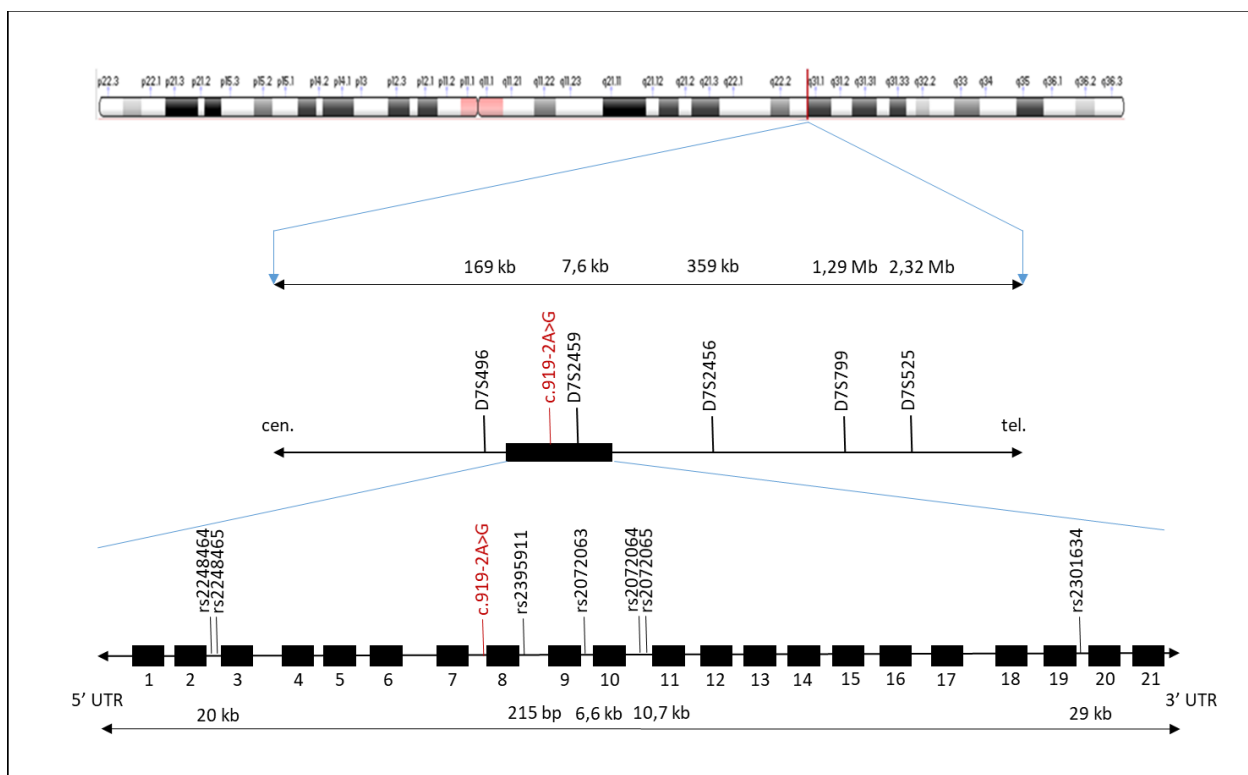 p22.3 p22.1 p21.3 p21.2 p15.3 p15.2 p15.1 p14.2 p14.1 p13 p12.3 p12.1 p11.2 p11.1 q11.1 q11.21 q11.22 q11.23 q21.11 q21.12 q21.2 q21.3 q22.1 q22.2 q31.1 q31.2 q31.31 q31.33 q32.2 q33 q34 q35 q36.1 q36.2 q36.3
169 kb 7,6 kb 359 kb 1,29 Mb 2,32 Mb
D7S496 c.919-2A>G D7S2459 D7S2456 D7S799 D7S525
cen. tel.
rs2248464 rs2248465 c.919-2A>G rs2395911 rs2072063 rs2072064 rs2072065 rs2301634
1 2 3 4 5 6 7 8 9 10 11 12 13 14 15 16 17 18 19 20 21
5' UTR 3' UTR
20 kb 215 bp 6,6 kb 10,7 kb 29 kb